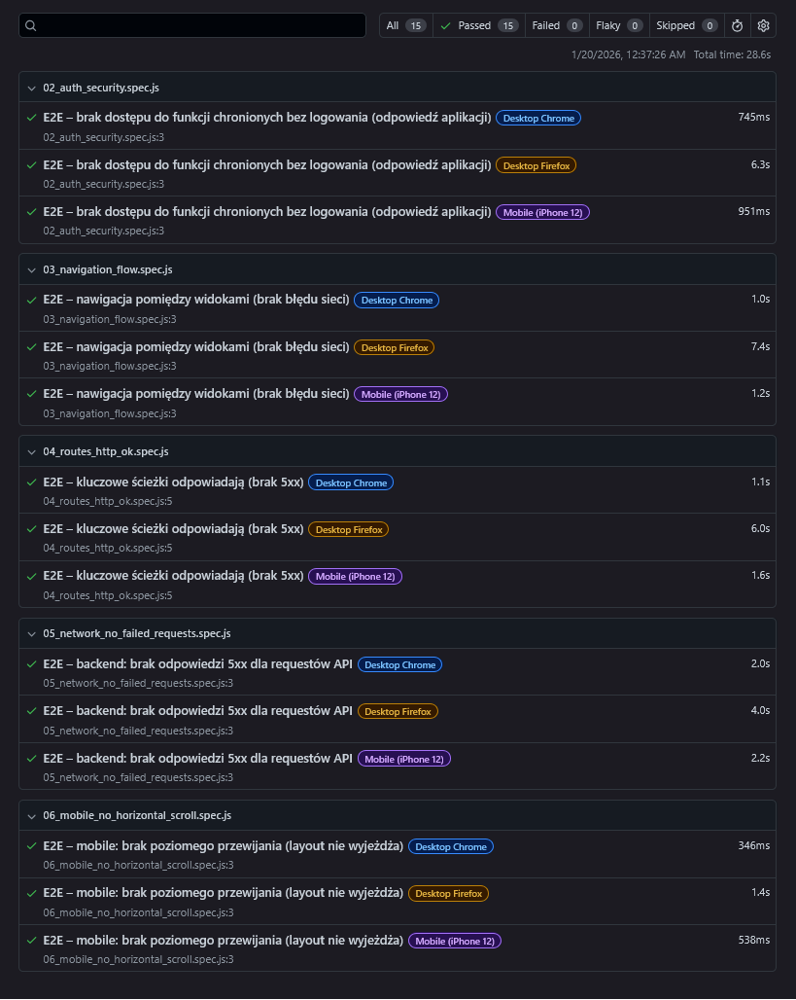 All 15 Passed 15 Failed 0 Flaky 0 Skipped 0
1/20/2026, 12:37:26 AM Total time: 28.6s
02_auth_security.spec.js
E2E – brak dostępu do funkcji chronionych bez logowania (odpowiedź aplikacji) Desktop Chrome 745ms
02_auth_security.spec.js:3
E2E – brak dostępu do funkcji chronionych bez logowania (odpowiedź aplikacji) Desktop Firefox 6.3s
02_auth_security.spec.js:3
E2E – brak dostępu do funkcji chronionych bez logowania (odpowiedź aplikacji) Mobile (iPhone 12) 951ms
02_auth_security.spec.js:3
03_navigation_flow.spec.js
E2E – nawigacja pomiędzy widokami (brak błędu sieci) Desktop Chrome 1.0s
03_navigation_flow.spec.js:3
E2E – nawigacja pomiędzy widokami (brak błędu sieci) Desktop Firefox 7.4s
03_navigation_flow.spec.js:3
E2E – nawigacja pomiędzy widokami (brak błędu sieci) Mobile (iPhone 12) 1.2s
03_navigation_flow.spec.js:3
04_routes_http_ok.spec.js
E2E – kluczowe ścieżki odpowiadają (brak 5xx) Desktop Chrome 1.1s
04_routes_http_ok.spec.js:5
E2E – kluczowe ścieżki odpowiadają (brak 5xx) Desktop Firefox 6.0s
04_routes_http_ok.spec.js:5
E2E – kluczowe ścieżki odpowiadają (brak 5xx) Mobile (iPhone 12) 1.6s
04_routes_http_ok.spec.js:5
05_network_no_failed_requests.spec.js
E2E – backend: brak odpowiedzi 5xx dla requestów API Desktop Chrome 2.0s
05_network_no_failed_requests.spec.js:3
E2E – backend: brak odpowiedzi 5xx dla requestów API Desktop Firefox 4.0s
05_network_no_failed_requests.spec.js:3
E2E – backend: brak odpowiedzi 5xx dla requestów API Mobile (iPhone 12) 2.2s
05_network_no_failed_requests.spec.js:3
06_mobile_no_horizontal_scroll.spec.js
E2E – mobile: brak poziomego przewijania (layout nie wyjeżdża) Desktop Chrome 346ms
06_mobile_no_horizontal_scroll.spec.js:3
E2E – mobile: brak poziomego przewijania (layout nie wyjeżdża) Desktop Firefox 1.4s
06_mobile_no_horizontal_scroll.spec.js:3
E2E – mobile: brak poziomego przewijania (layout nie wyjeżdża) Mobile (iPhone 12) 538ms
06_mobile_no_horizontal_scroll.spec.js:3